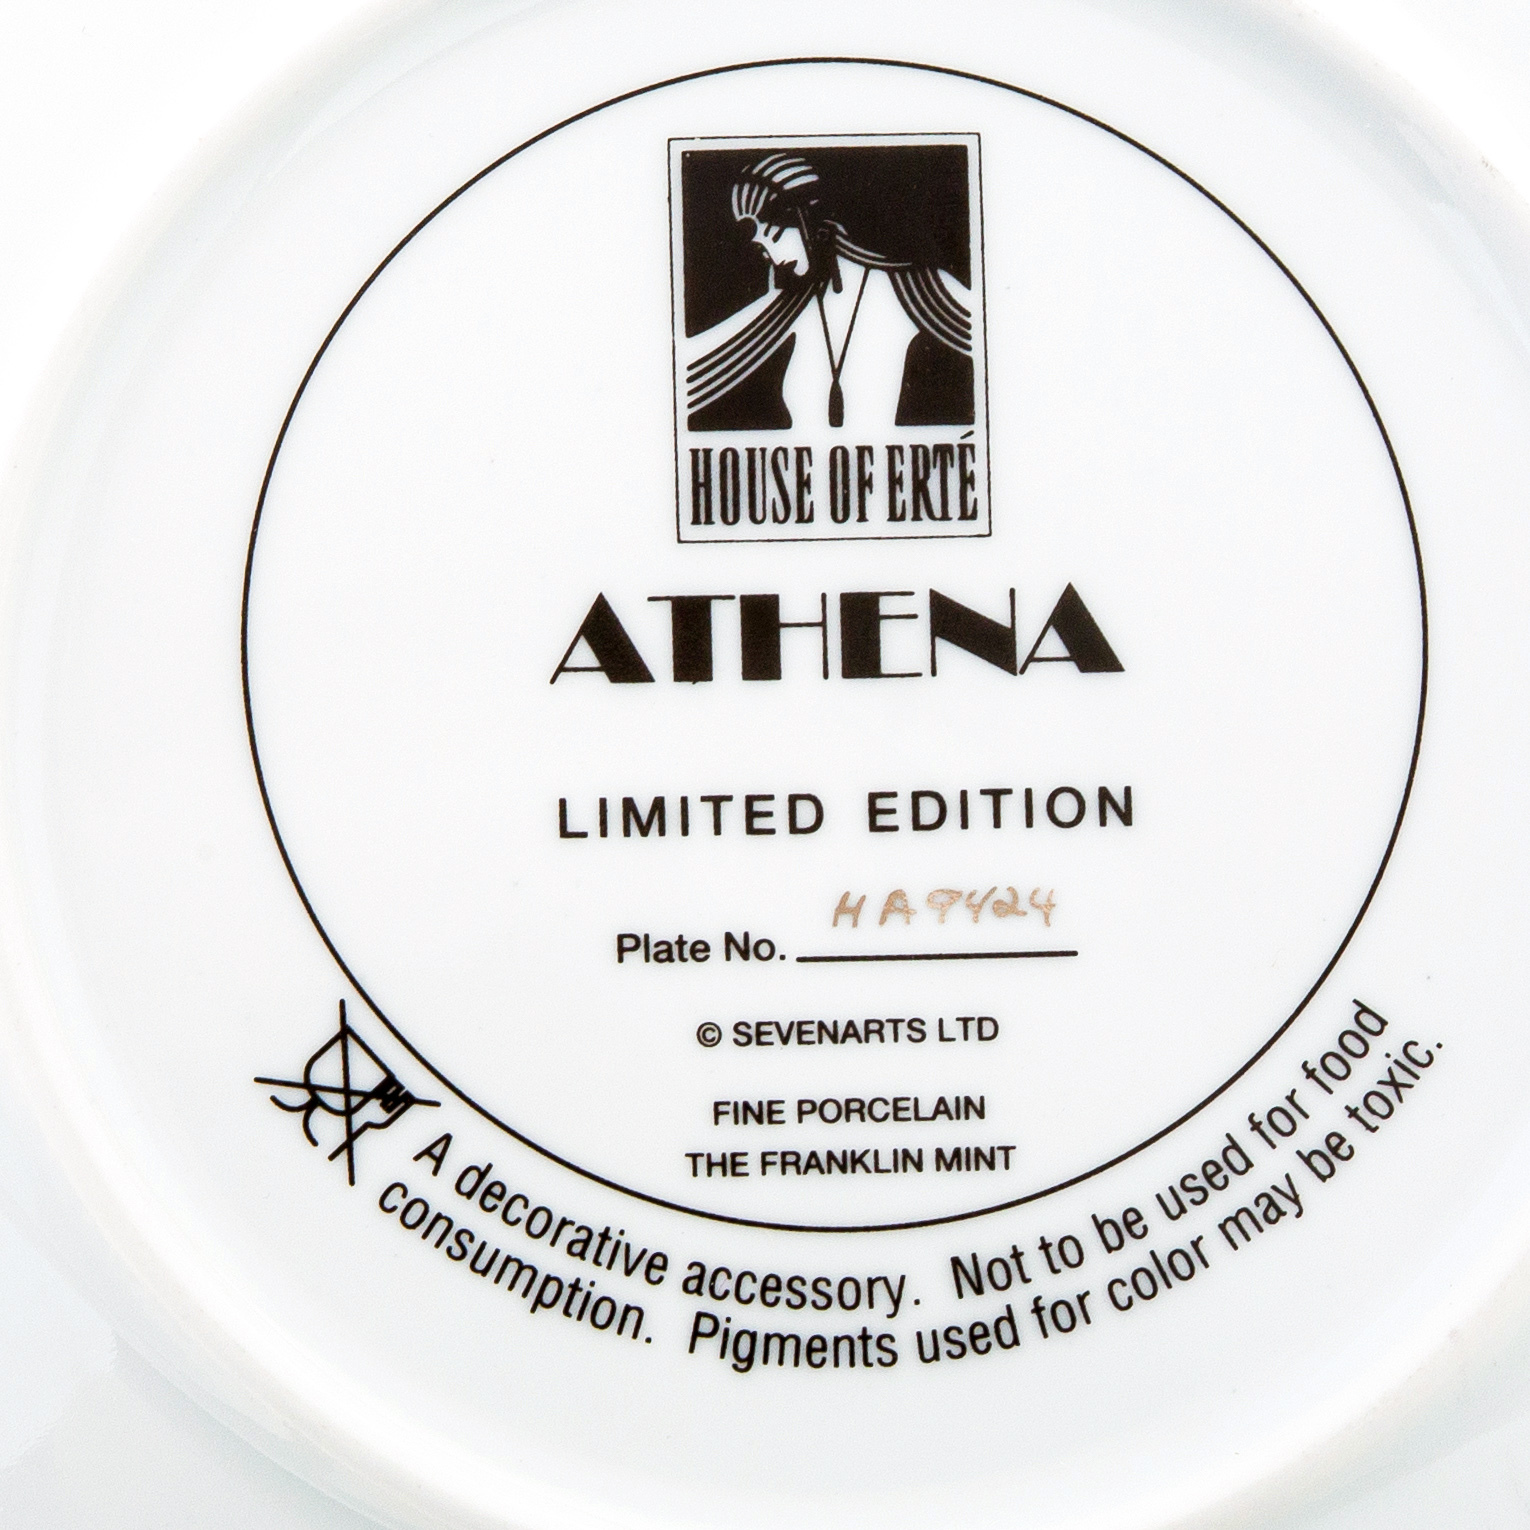 HOUSE OF ERTÉ
ATHENA
LIMITED EDITION
Plate No. HA9424
© SEVENARTS LTD
FINE PORCELAIN
THE FRANKLIN MINT
A decorative accessory. Not to be used for food
consumption. Pigments used for color may be toxic.